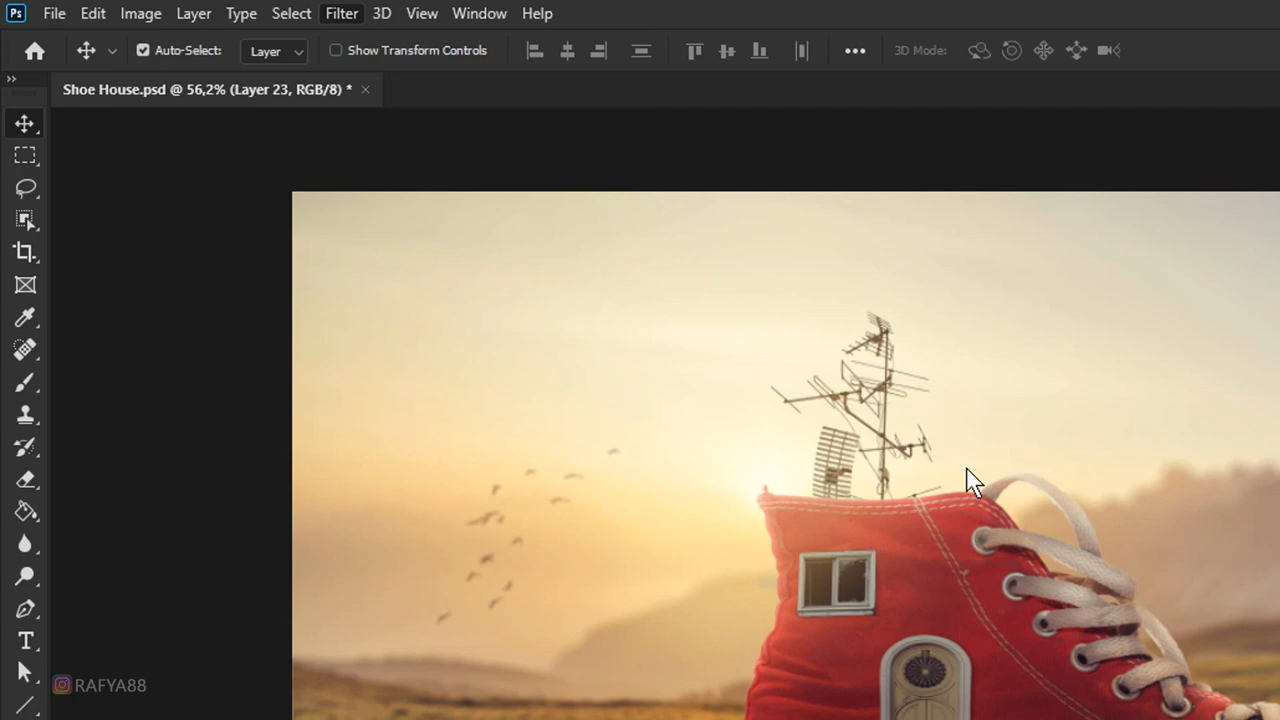 Ps File Edit Image Layer Type Select Filter 3D View Window Help
Auto-Select: Layer Show Transform Controls 3D Mode:
Shoe House.psd @ 56,2% (Layer 23, RGB/8) *
RAFYA88